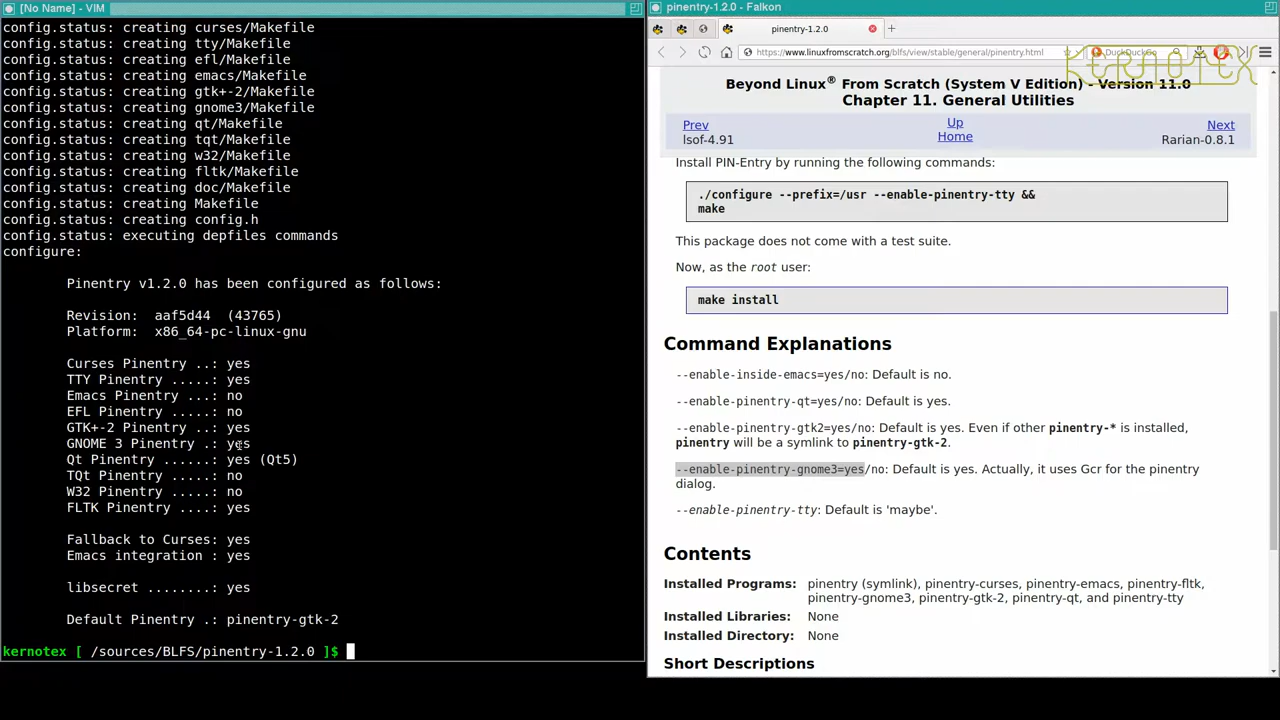 [No Name] - VIM
config.status: creating curses/Makefile
config.status: creating tty/Makefile
config.status: creating efl/Makefile
config.status: creating emacs/Makefile
config.status: creating gtk+-2/Makefile
config.status: creating gnome3/Makefile
config.status: creating qt/Makefile
config.status: creating tqt/Makefile
config.status: creating w32/Makefile
config.status: creating fltk/Makefile
config.status: creating doc/Makefile
config.status: creating Makefile
config.status: creating config.h
config.status: executing depfiles commands
configure:
Pinentry v1.2.0 has been configured as follows:
Revision:  aaf5d44  (43765)
Platform:  x86_64-pc-linux-gnu
Curses Pinentry ..: yes
TTY Pinentry .....: yes
Emacs Pinentry ...: no
EFL Pinentry .....: no
GTK+-2 Pinentry ..: yes
GNOME 3 Pinentry .: yes
Qt Pinentry ......: yes (Qt5)
TQt Pinentry .....: no
W32 Pinentry .....: no
FLTK Pinentry ....: yes
Fallback to Curses: yes
Emacs integration : yes
libsecret ........: yes
Default Pinentry .: pinentry-gtk-2
kernotex [ /sources/BLFS/pinentry-1.2.0 ]$
pinentry-1.2.0 - Falkon
pinentry-1.2.0
https://www.linuxfromscratch.org/blfs/view/stable/general/pinentry.html
DuckDuckGo
KERNOTEX
Beyond Linux® From Scratch (System V Edition) - Version 11.0
Chapter 11. General Utilities
Prev
Up
Next
lsof-4.91
Home
Rarian-0.8.1
Install PIN-Entry by running the following commands:
./configure --prefix=/usr --enable-pinentry-tty &&
make
This package does not come with a test suite.
Now, as the root user:
make install
Command Explanations
--enable-inside-emacs=yes/no: Default is no.
--enable-pinentry-qt=yes/no: Default is yes.
--enable-pinentry-gtk2=yes/no: Default is yes. Even if other pinentry-* is installed,
pinentry will be a symlink to pinentry-gtk-2.
--enable-pinentry-gnome3=yes/no: Default is yes. Actually, it uses Gcr for the pinentry
dialog.
--enable-pinentry-tty: Default is 'maybe'.
Contents
Installed Programs: pinentry (symlink), pinentry-curses, pinentry-emacs, pinentry-fltk,
pinentry-gnome3, pinentry-gtk-2, pinentry-qt, and pinentry-tty
Installed Libraries: None
Installed Directory: None
Short Descriptions